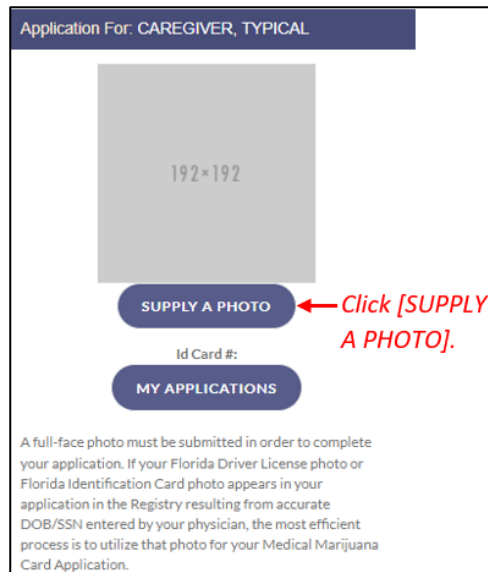 Application For: CAREGIVER, TYPICAL
192×192
SUPPLY A PHOTO
Click [SUPPLY
A PHOTO].
Id Card #:
MY APPLICATIONS
A full-face photo must be submitted in order to complete
your application. If your Florida Driver License photo or
Florida Identification Card photo appears in your
application in the Registry resulting from accurate
DOB/SSN entered by your physician, the most efficient
process is to utilize that photo for your Medical Marijuana
Card Application.